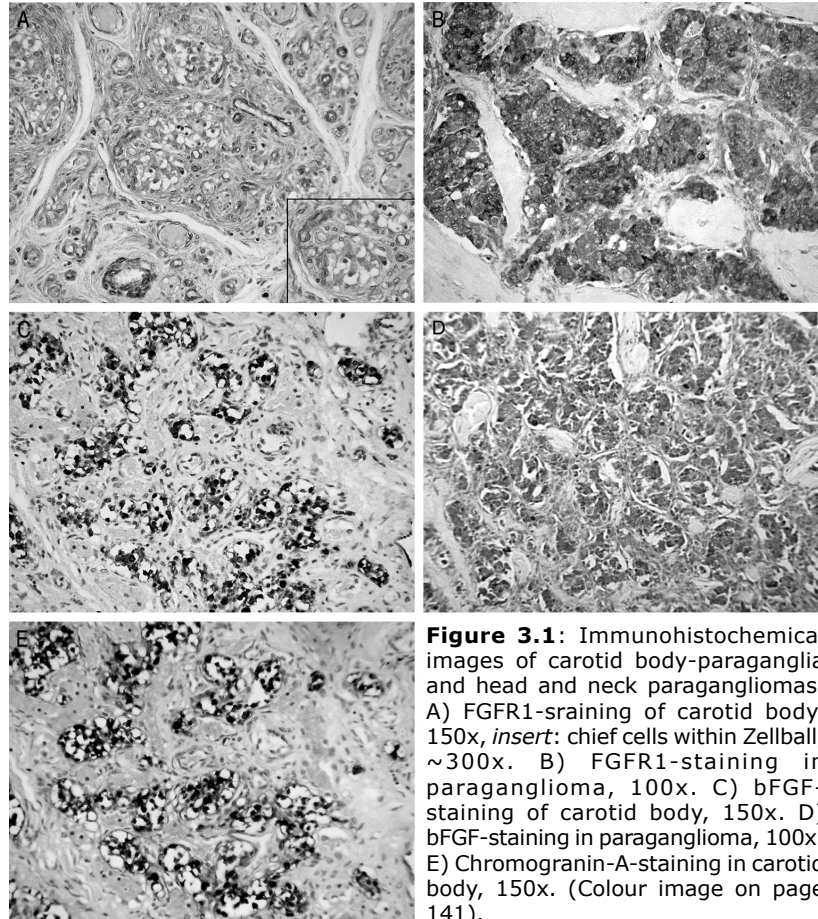 A
B
C
D
E
Figure 3.1: Immunohistochemica
images of carotid body-paraganglia
and head and neck paragangliomas
A) FGFR1-sraining of carotid body
150x, insert: chief cells within Zellball
~300x. B) FGFR1-staining in
paraganglioma, 100x. C) bFGF-
staining of carotid body, 150x. D)
bFGF-staining in paraganglioma, 100x
E) Chromogranin-A-staining in carotid
body, 150x. (Colour image on page
141).